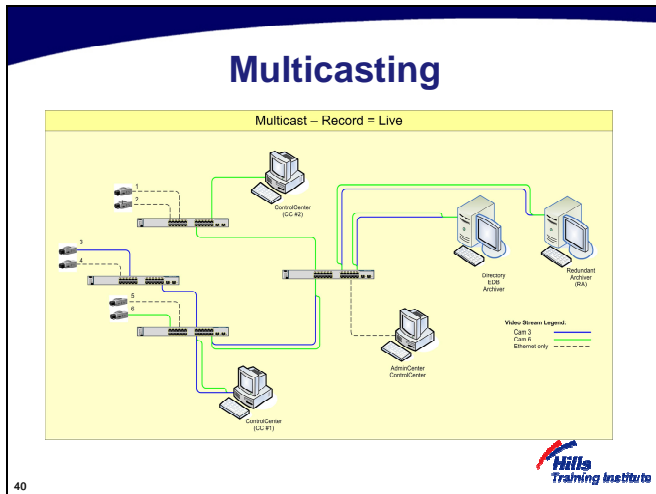 Multicasting
Multicast – Record = Live
1
2
ControlCenter
(CC #2)
3
4
5
6
Directory
EDB
Archiver
Redundant
Archiver
(RA)
Video Stream Legend:
Cam 3
Cam 6
Ethernet only
AdminCenter
ControlCenter
ControlCenter
(CC #1)
Hills
Training Institute
40